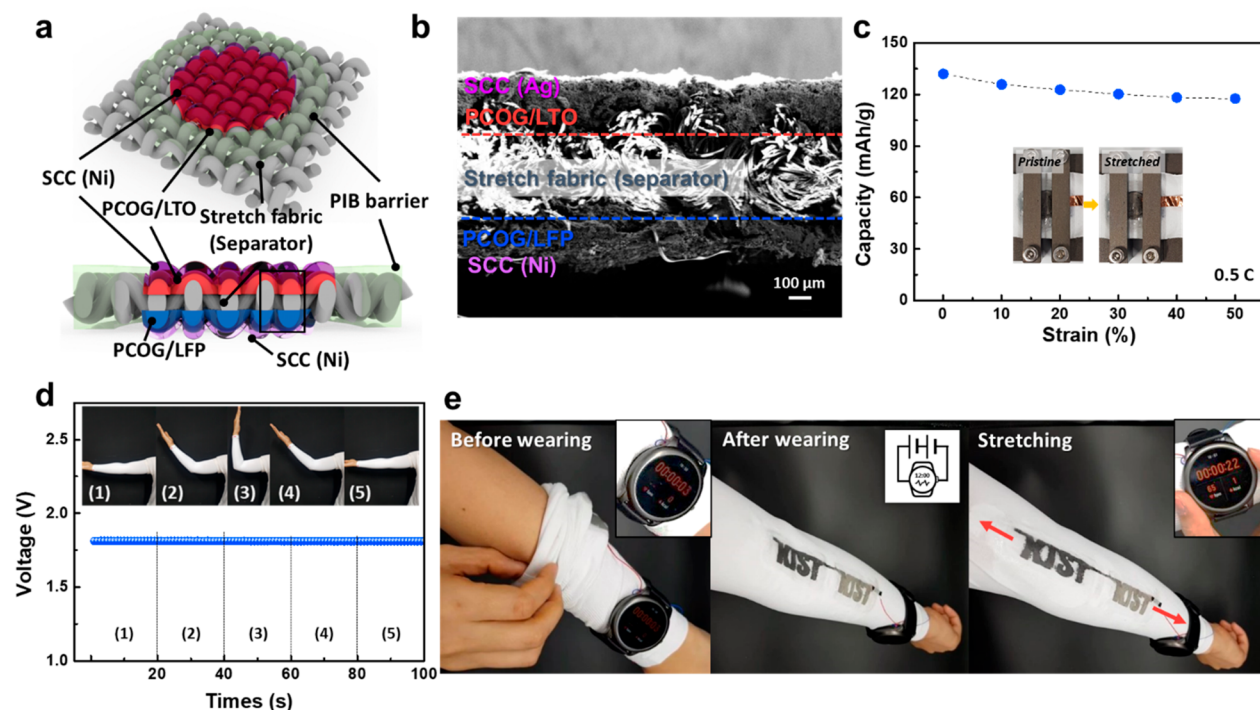 a
SCC (Ni)
PCOG/LTO
Stretch fabric
(Separator)
PIB barrier
PCOG/LFP
SCC (Ni)
b
SCC (Ag)
PCOG/LTO
Stretch fabric (separator)
PCOG/LFP
SCC (Ni)
100 μm
c
Capacity (mAh/g)
150
120
90
60
30
0
Pristine
Stretched
0.5 C
0 10 20 30 40 50
Strain (%)
d
Voltage (V)
2.5
2.0
1.5
1.0
(1) (2) (3) (4) (5)
(1) (2) (3) (4) (5)
20 40 60 80 100
Times (s)
e
Before wearing
00:00:03
0
After wearing
12:00
KIST KIST
Stretching
00:00:22
65 1
KIST KIST